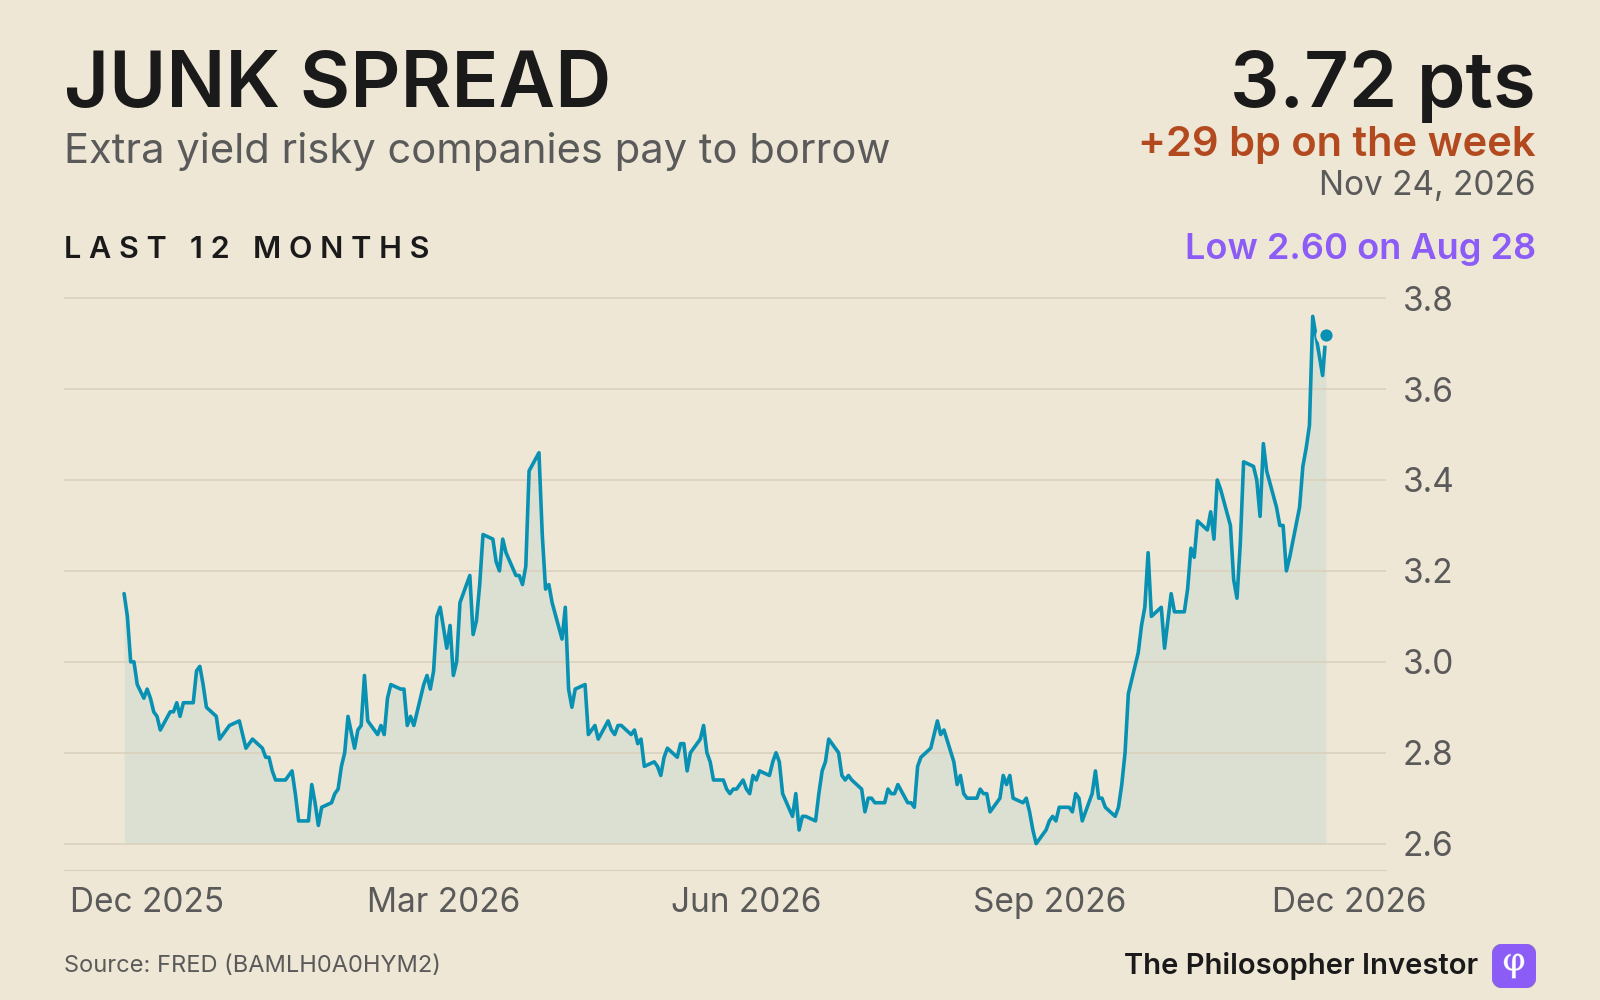 JUNK SPREAD
3.72 pts
Extra yield risky companies pay to borrow
+29 bp on the week
Nov 24, 2026
LAST 12 MONTHS
Low 2.60 on Aug 28
3.8
3.6
3.4
3.2
3.0
2.8
2.6
Dec 2025 Mar 2026 Jun 2026 Sep 2026 Dec 2026
Source: FRED (BAMLH0A0HYM2)
The Philosopher Investor φ